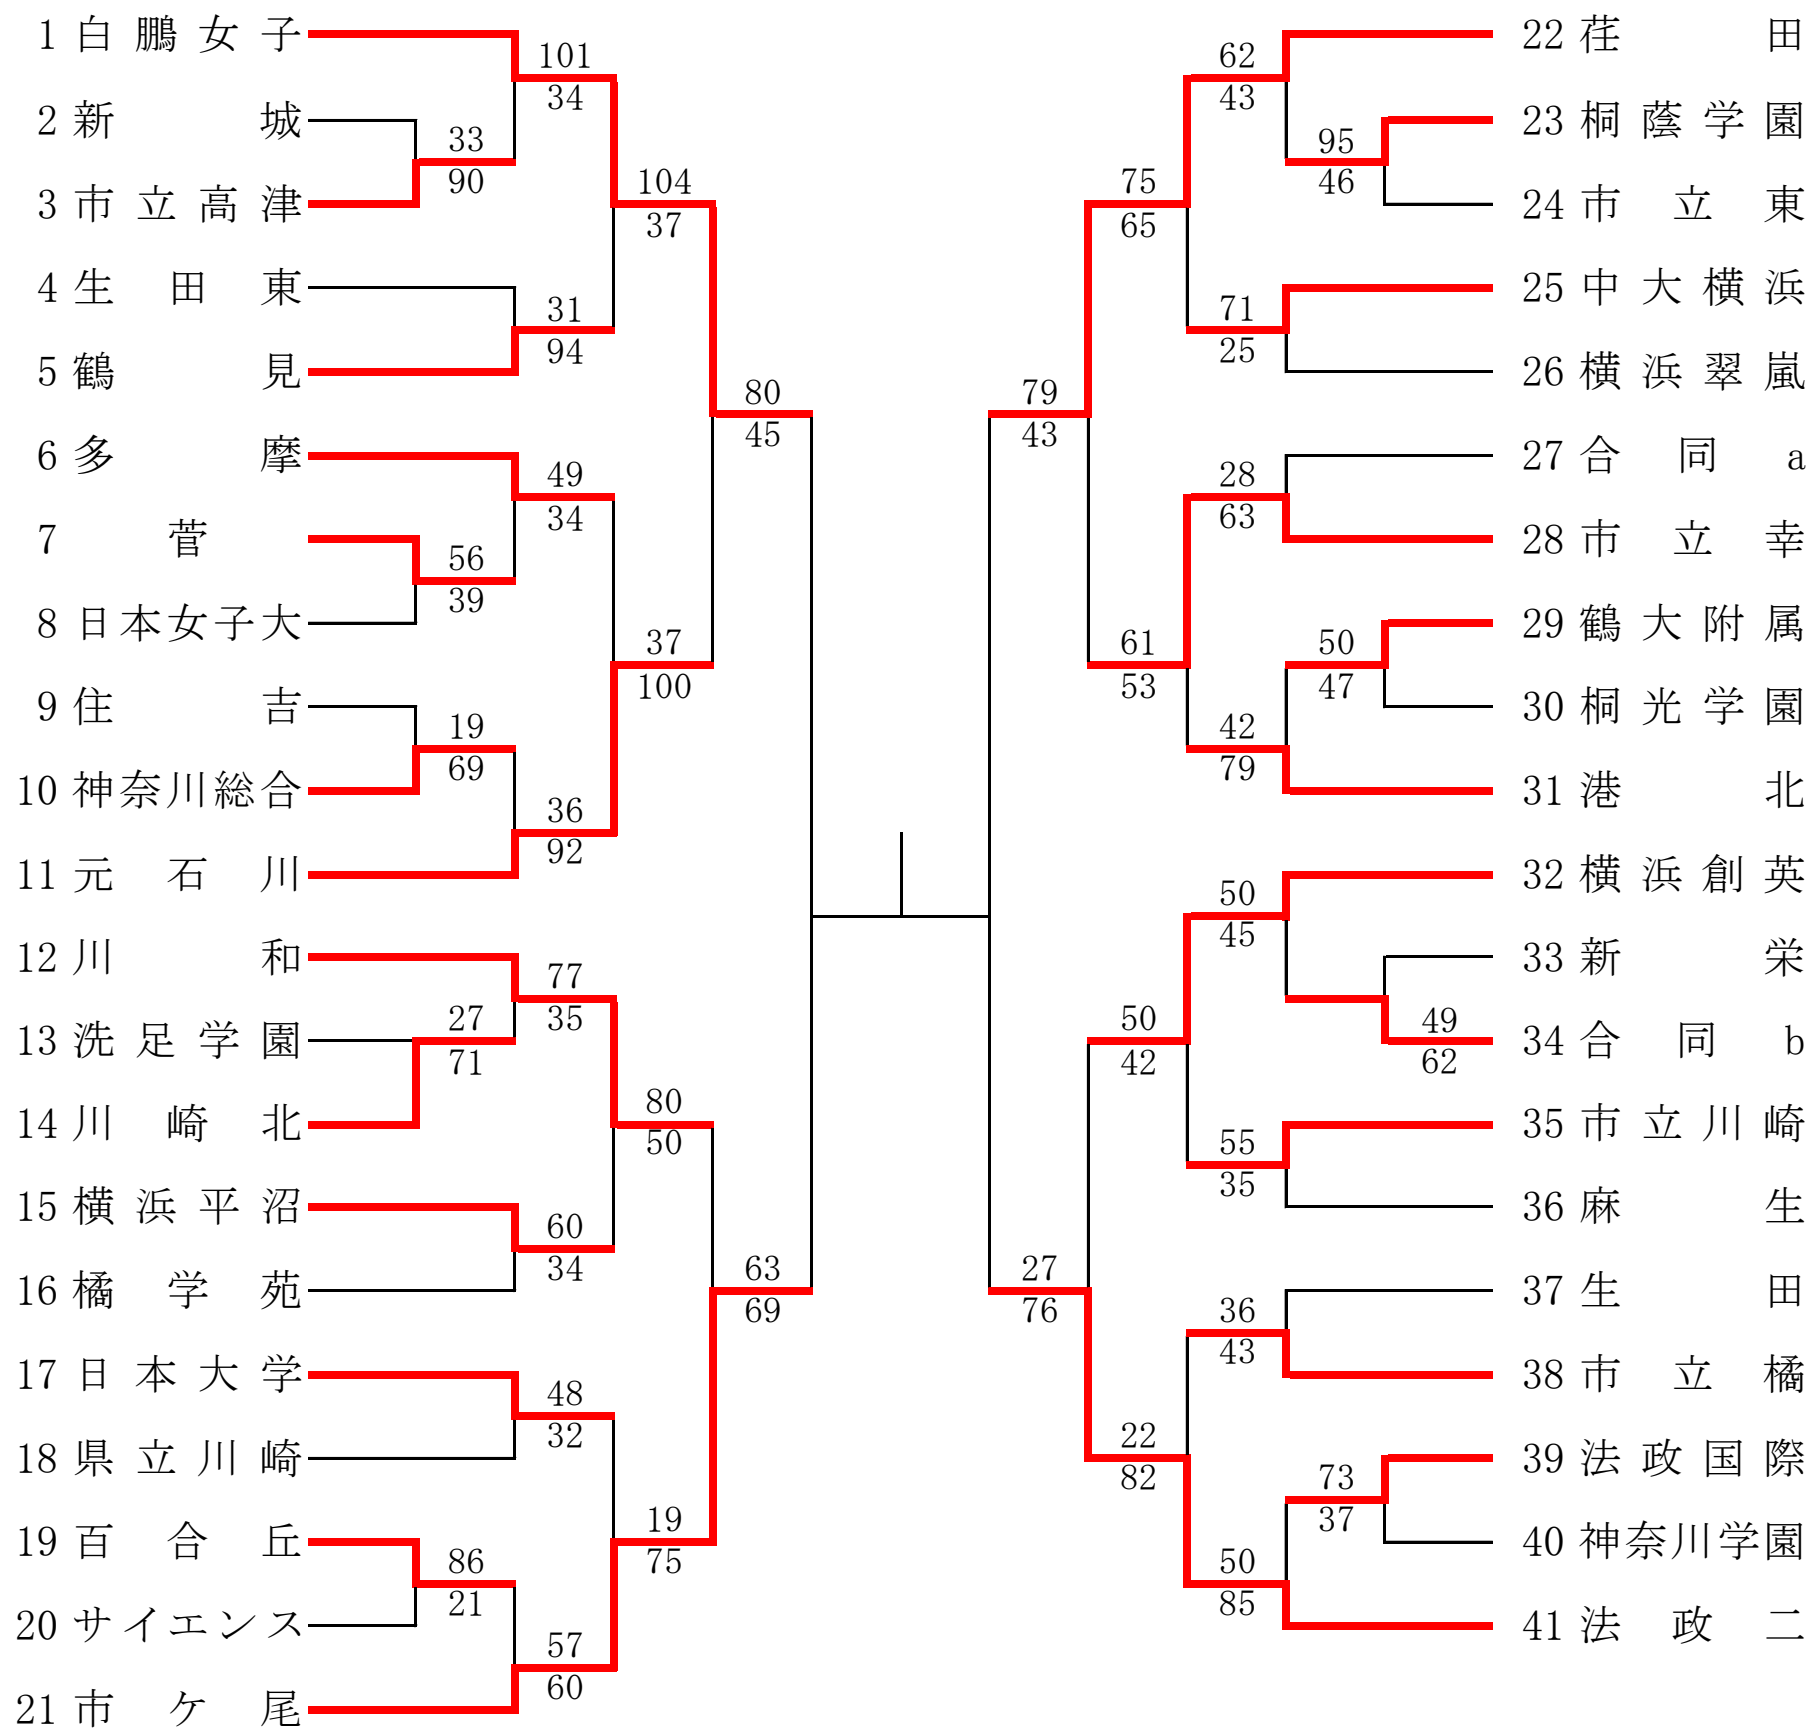 1 白鵬女子
2 新城
3 市立高津
4 生田東
5 鶴見
6 多摩
7 菅
8 日本女子大
9 住吉
10 神奈川総合
11 元石川
12 川和
13 洗足学園
14 川崎北
15 横浜平沼
16 橘学苑
17 日本大学
18 県立川崎
19 百合丘
20 サイエンス
21 市ケ尾
101
34
33
90
104
37
31
94
80
45
49
34
56
39
37
100
19
69
36
92
77
35
27
71
80
50
60
34
63
69
48
32
19
75
86
21
57
60
62
43
95
46
75
65
71
25
79
43
28
63
61
53
50
47
42
79
50
45
49
62
50
42
55
35
27
76
36
43
22
82
73
37
50
85
22 荏田
23 桐蔭学園
24 市立東
25 中大横浜
26 横浜翠嵐
27 合同a
28 市立幸
29 鶴大附属
30 桐光学園
31 港北
32 横浜創英
33 新栄
34 合同b
35 市立川崎
36 麻生
37 生田
38 市立橘
39 法政国際
40 神奈川学園
41 法政二